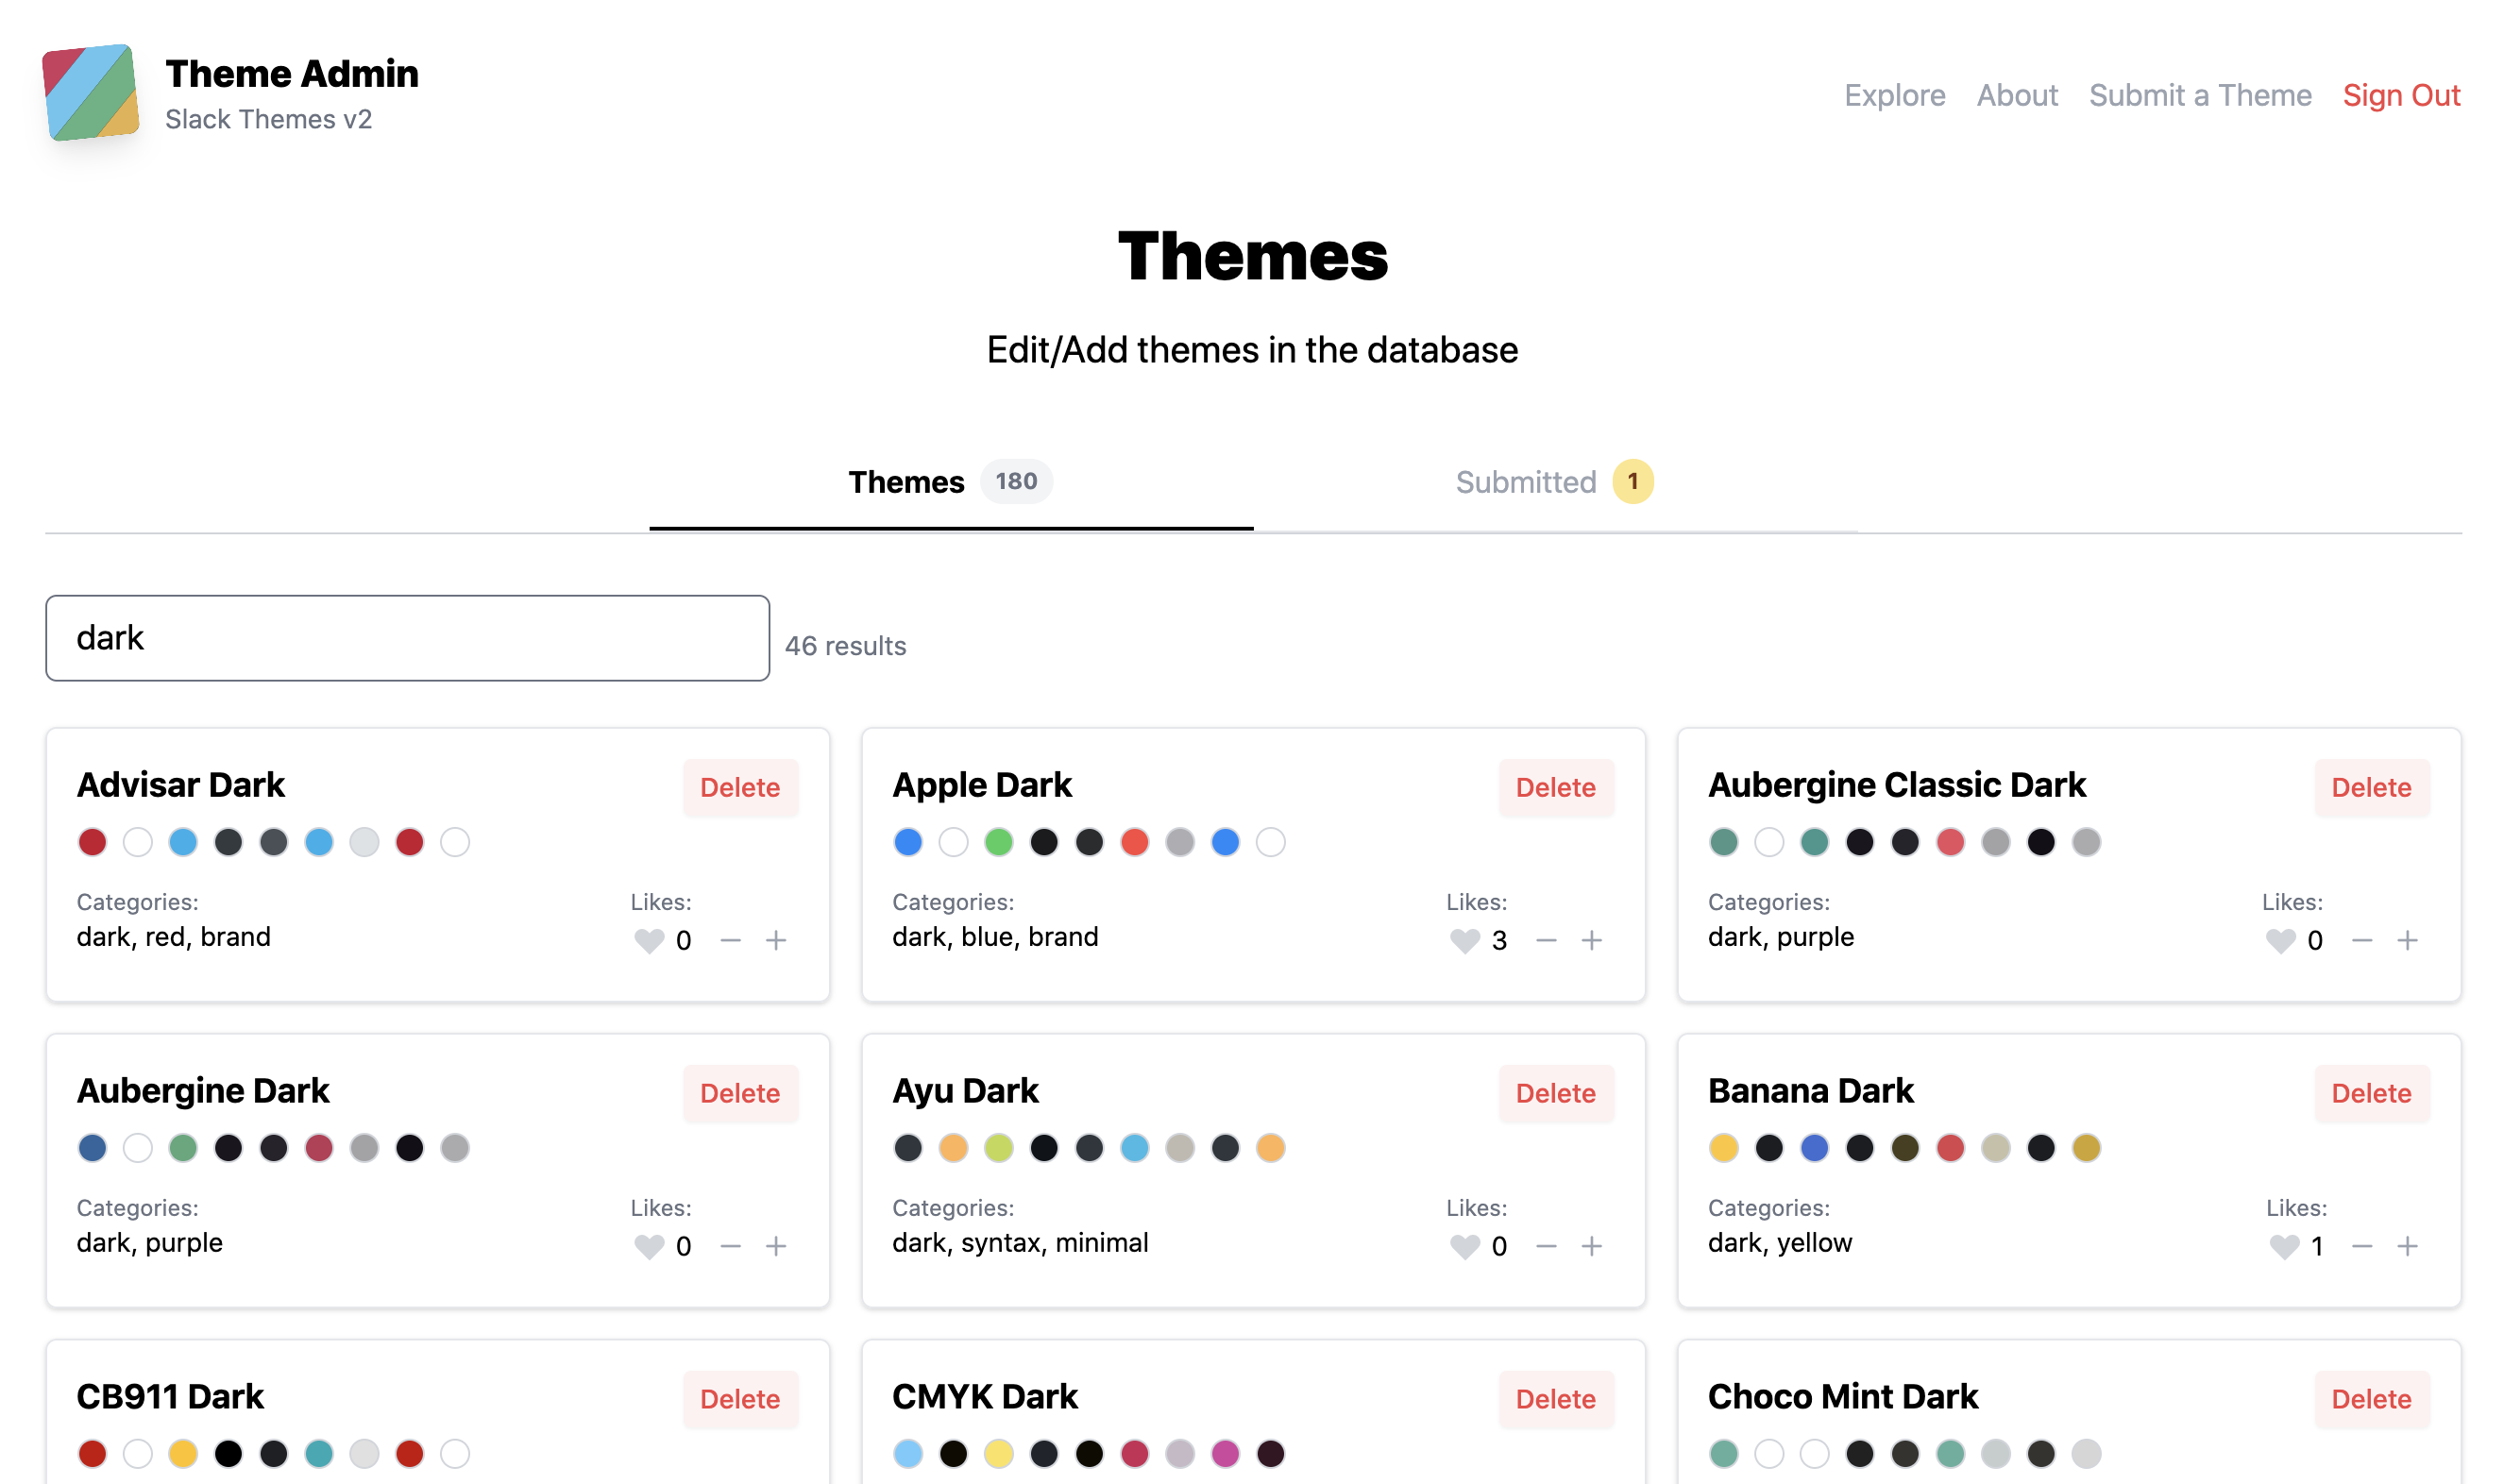 Theme Admin
Slack Themes v2
Explore About Submit a Theme Sign Out
Themes
Edit/Add themes in the database
Themes 180 Submitted 1
dark
46 results
Advisar Dark Delete
Categories: Likes:
dark, red, brand 0 − +
Apple Dark Delete
Categories: Likes:
dark, blue, brand 3 − +
Aubergine Classic Dark Delete
Categories: Likes:
dark, purple 0 − +
Aubergine Dark Delete
Categories: Likes:
dark, purple 0 − +
Ayu Dark Delete
Categories: Likes:
dark, syntax, minimal 0 − +
Banana Dark Delete
Categories: Likes:
dark, yellow 1 − +
CB911 Dark Delete
CMYK Dark Delete
Choco Mint Dark Delete